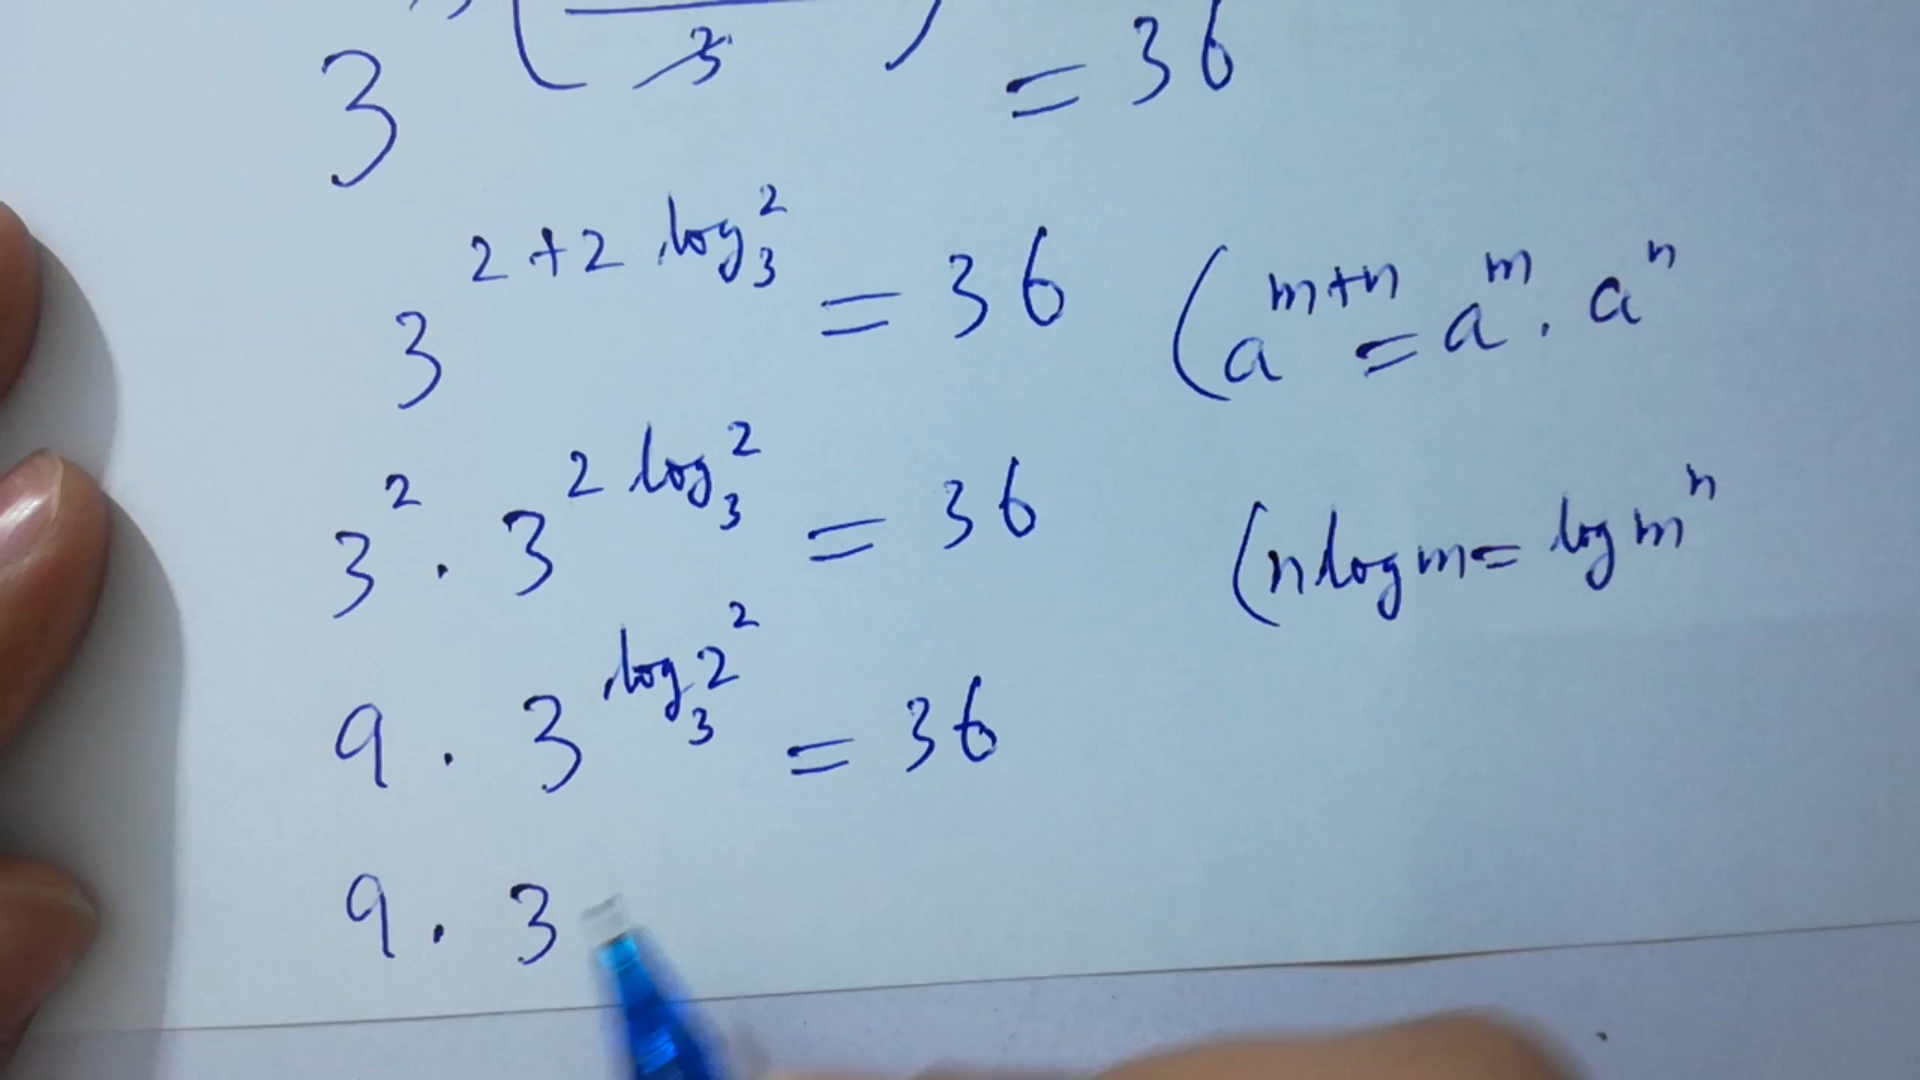 3 ( 3 ) = 36
3^{2+2 log_3 2} = 36 (a^{m+n} = a^m . a^n
3^2 . 3^{2 log_3 2} = 36 (n log m = log m^n
9 . 3^{log_3 2^2} = 36
9 . 3